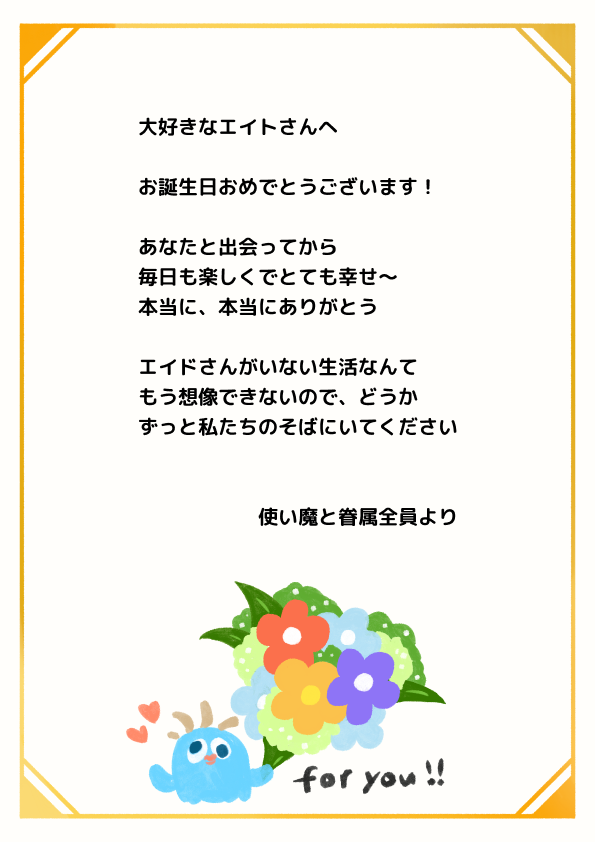 大好きなエイトさんへ
お誕生日おめでとうございます！
あなたと出会ってから
毎日も楽しくでとても幸せ～
本当に、本当にありがとう
エイドさんがいない生活なんて
もう想像できないので、どうか
ずっと私たちのそばにいてください
使い魔と眷属全員より
for you!!